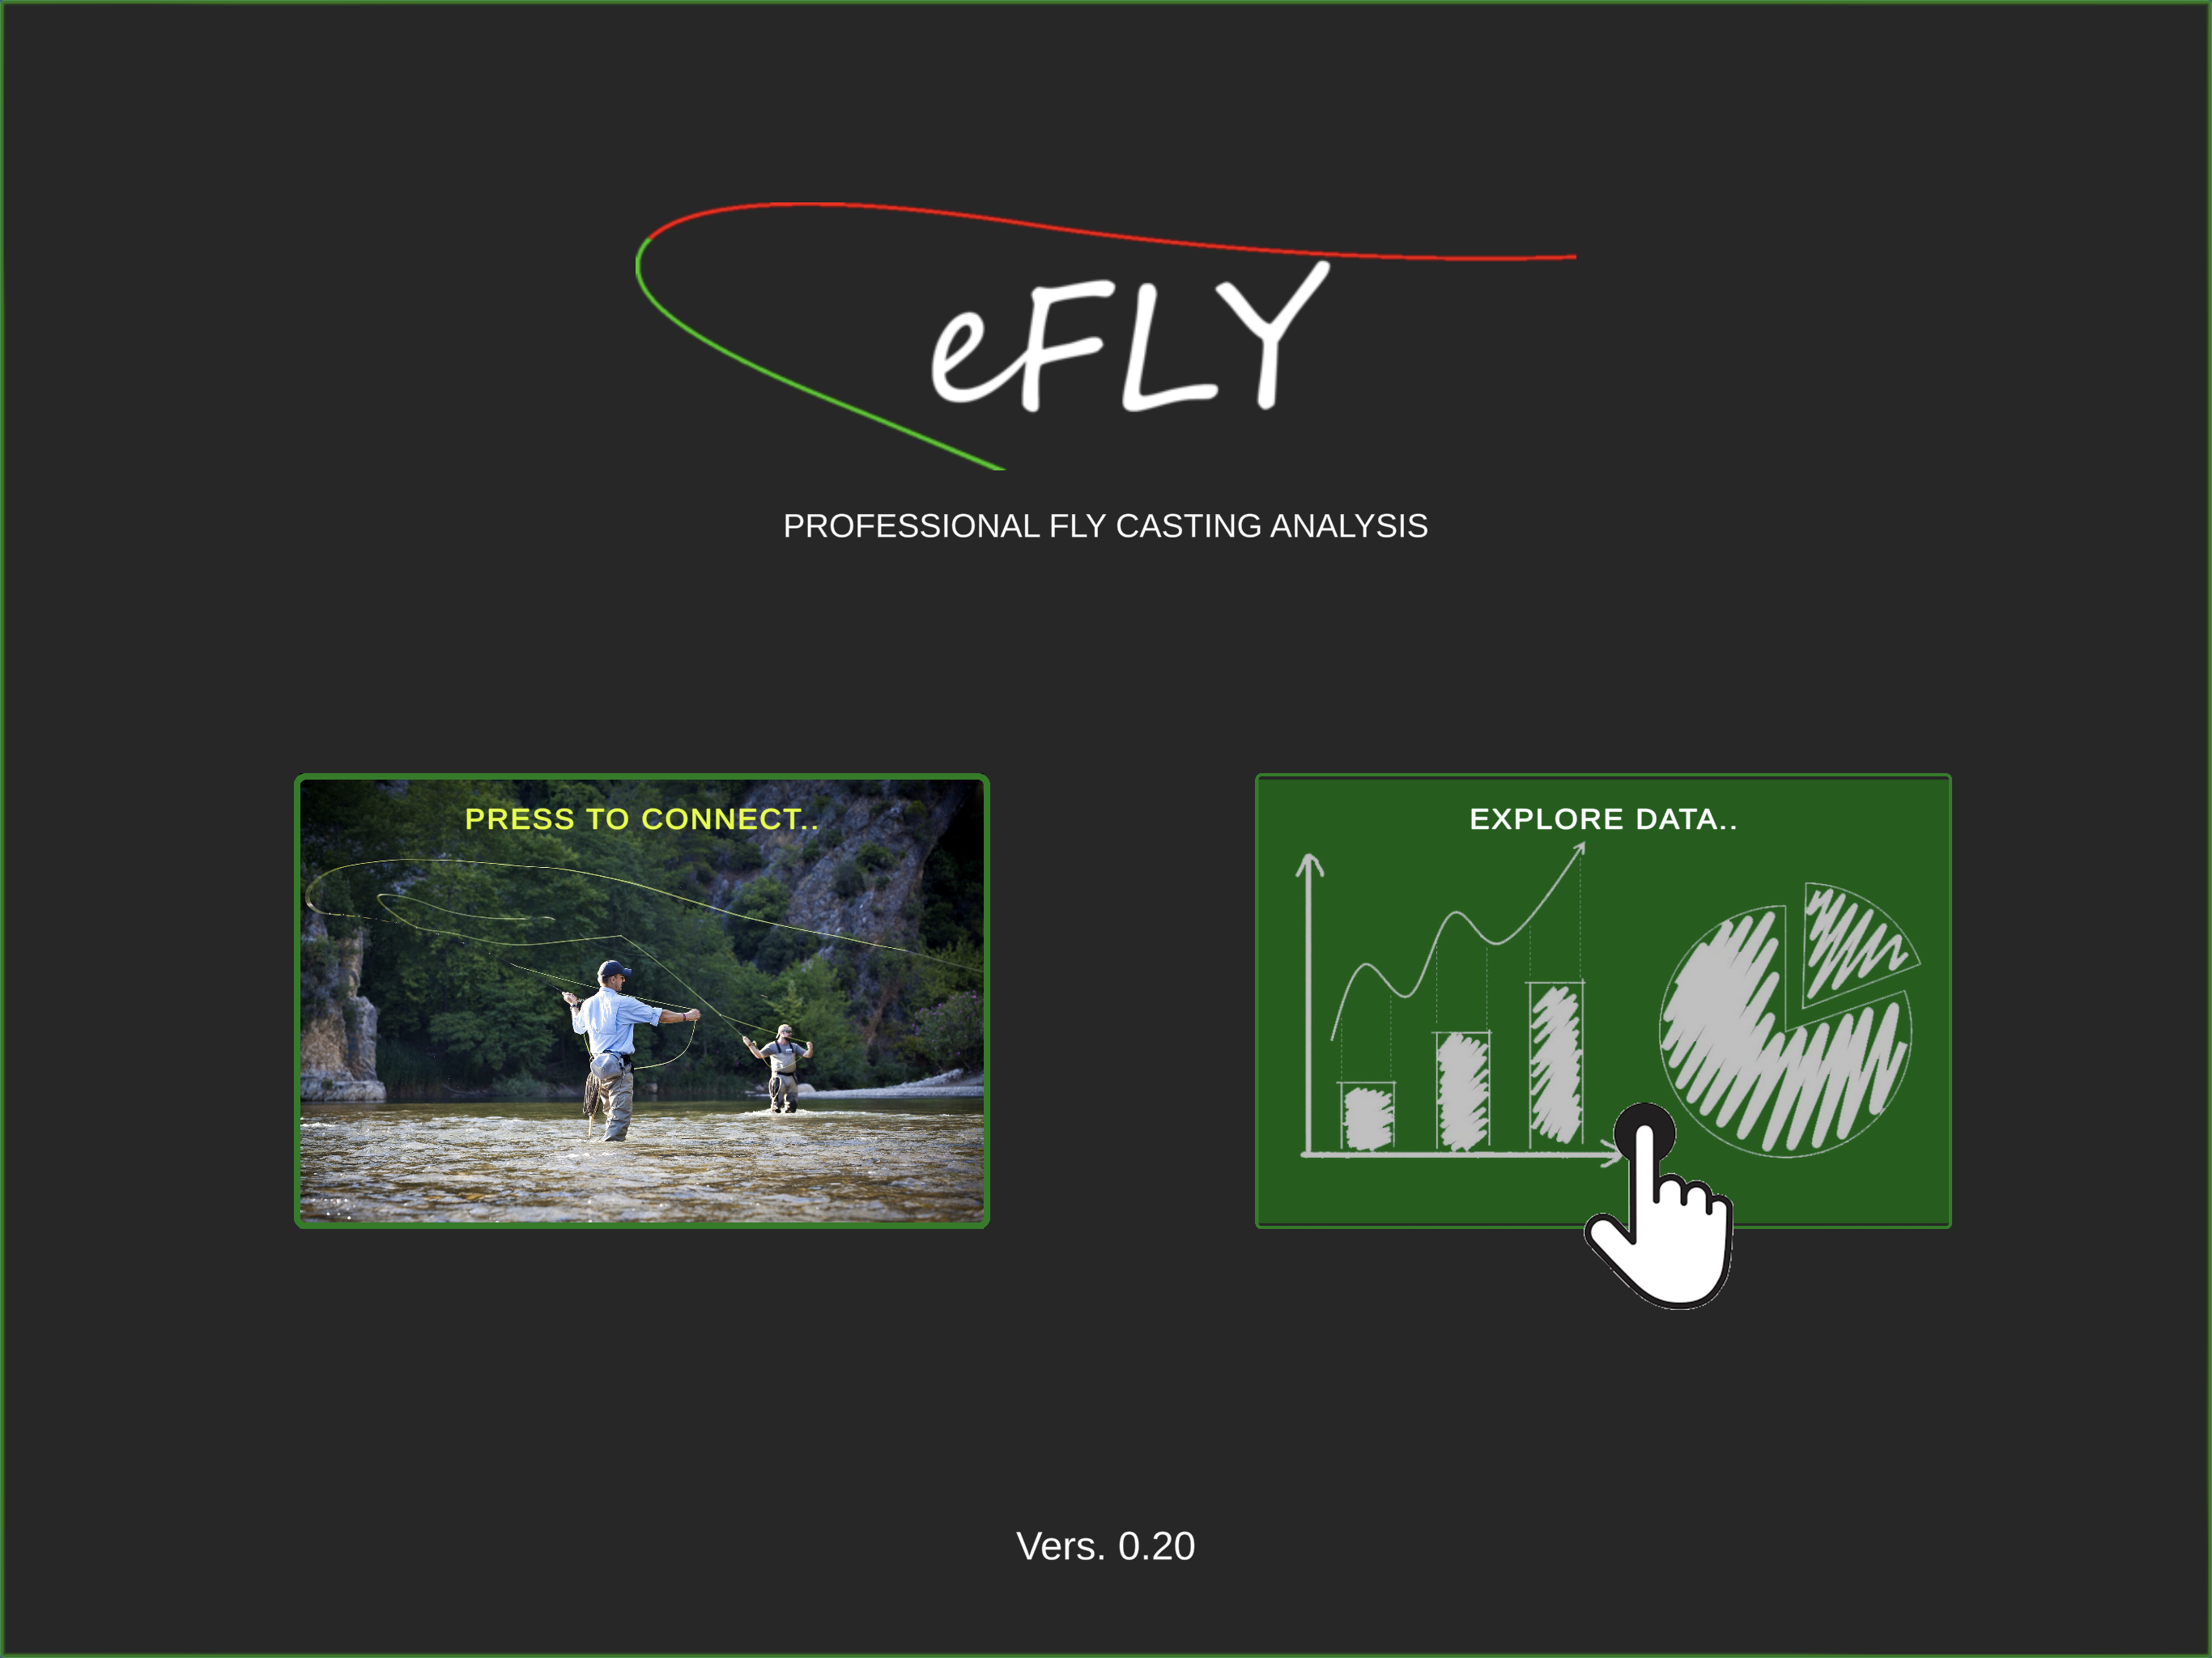 eFLY
PROFESSIONAL FLY CASTING ANALYSIS
PRESS TO CONNECT..
EXPLORE DATA..
Vers. 0.20